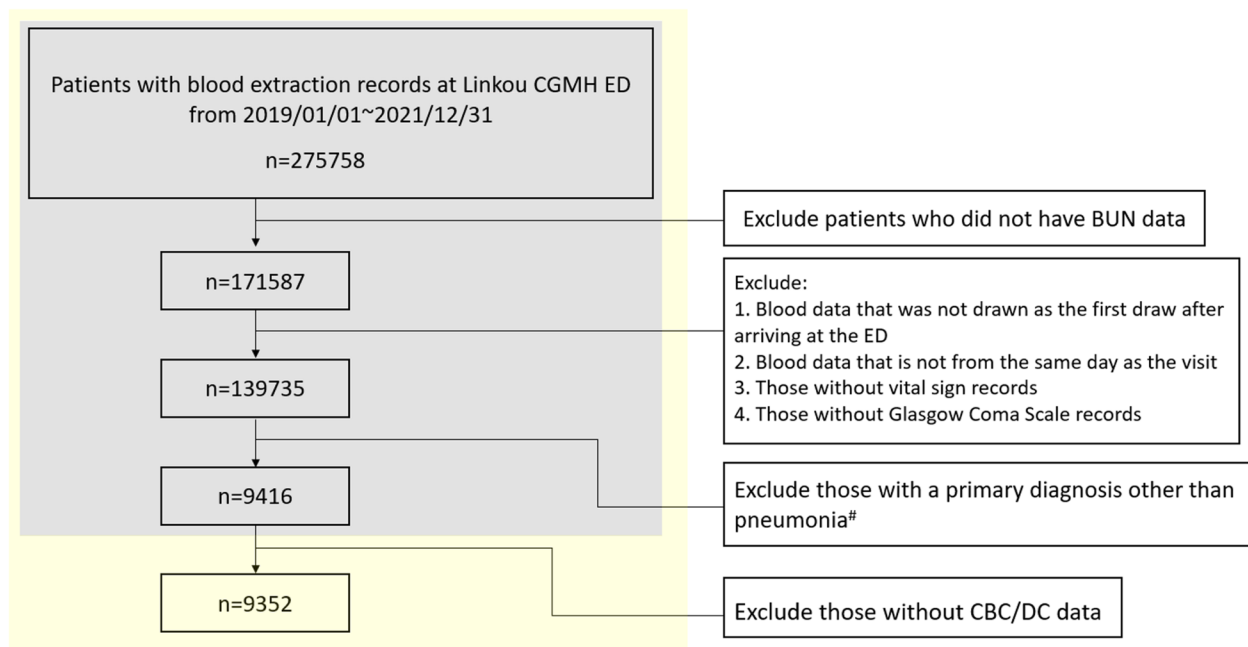 Patients with blood extraction records at Linkou CGMH ED
from 2019/01/01~2021/12/31
n=275758
Exclude patients who did not have BUN data
n=171587
Exclude:
1. Blood data that was not drawn as the first draw after
arriving at the ED
2. Blood data that is not from the same day as the visit
3. Those without vital sign records
4. Those without Glasgow Coma Scale records
n=139735
Exclude those with a primary diagnosis other than
pneumonia#
n=9416
Exclude those without CBC/DC data
n=9352